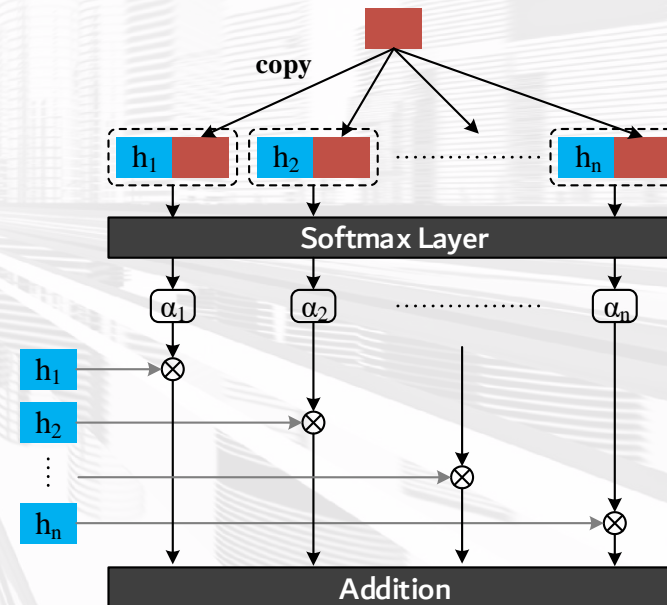 copy
h₁ h₂ ........................ hₙ
Softmax Layer
α₁ α₂ .................... αₙ
h₁
h₂
⋮
hₙ
Addition